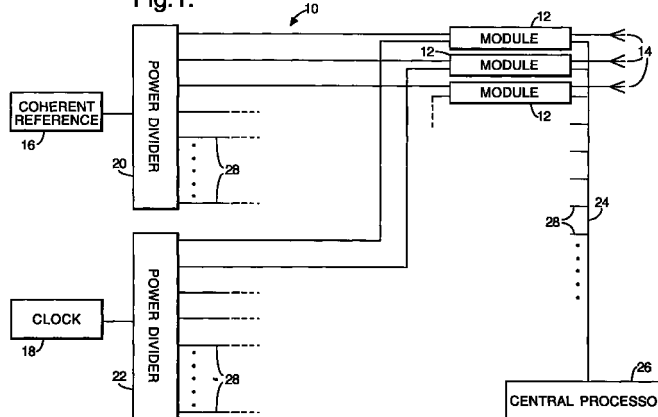 Fig.1.
10
12
MODULE
12
MODULE
14
MODULE
12
POWER DIVIDER
COHERENT
REFERENCE
16
20
28
24
28
POWER DIVIDER
CLOCK
18
22
28
26
CENTRAL PROCESSO